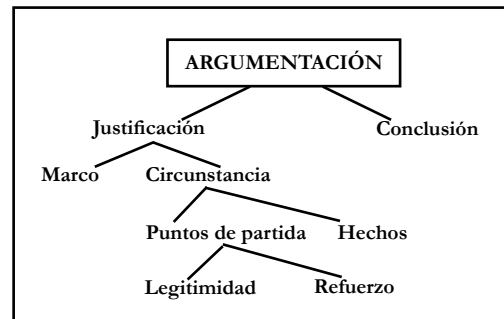 ARGUMENTACIÓN
Justificación Conclusión
Marco Circunstancia
Puntos de partida Hechos
Legitimidad Refuerzo